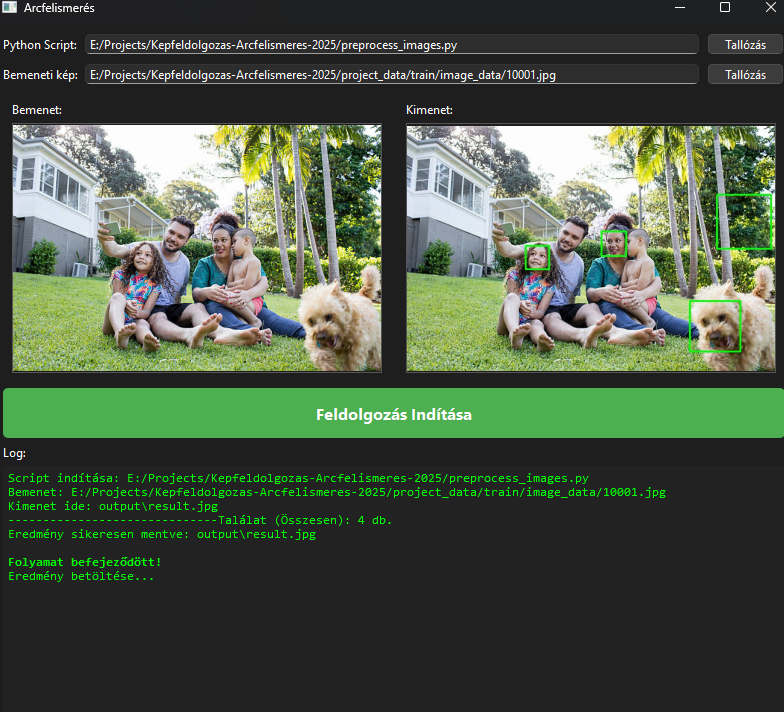 Arcfelismerés
Python Script: E:/Projects/Kepfeldolgozas-Arcfelismeres-2025/preprocess_images.py Tallózás
Bemeneti kép: E:/Projects/Kepfeldolgozas-Arcfelismeres-2025/project_data/train/image_data/10001.jpg Tallózás
Bemenet: Kimenet:
Feldolgozás Indítása
Log:
Script indítása: E:/Projects/Kepfeldolgozas-Arcfelismeres-2025/preprocess_images.py
Bemenet: E:/Projects/Kepfeldolgozas-Arcfelismeres-2025/project_data/train/image_data/10001.jpg
Kimenet ide: output\result.jpg
------------------------------Találat (Összesen): 4 db.
Eredmény sikeresen mentve: output\result.jpg
Folyamat befejeződött!
Eredmény betöltése...